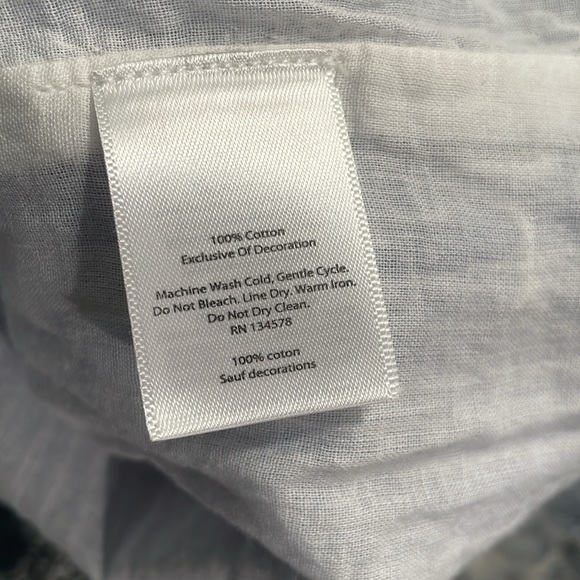 100% Cotton
Exclusive Of Decoration
Machine Wash Cold, Gentle Cycle.
Do Not Bleach. Line Dry. Warm Iron.
Do Not Dry Clean.
RN 134578
100% coton
Sauf decorations